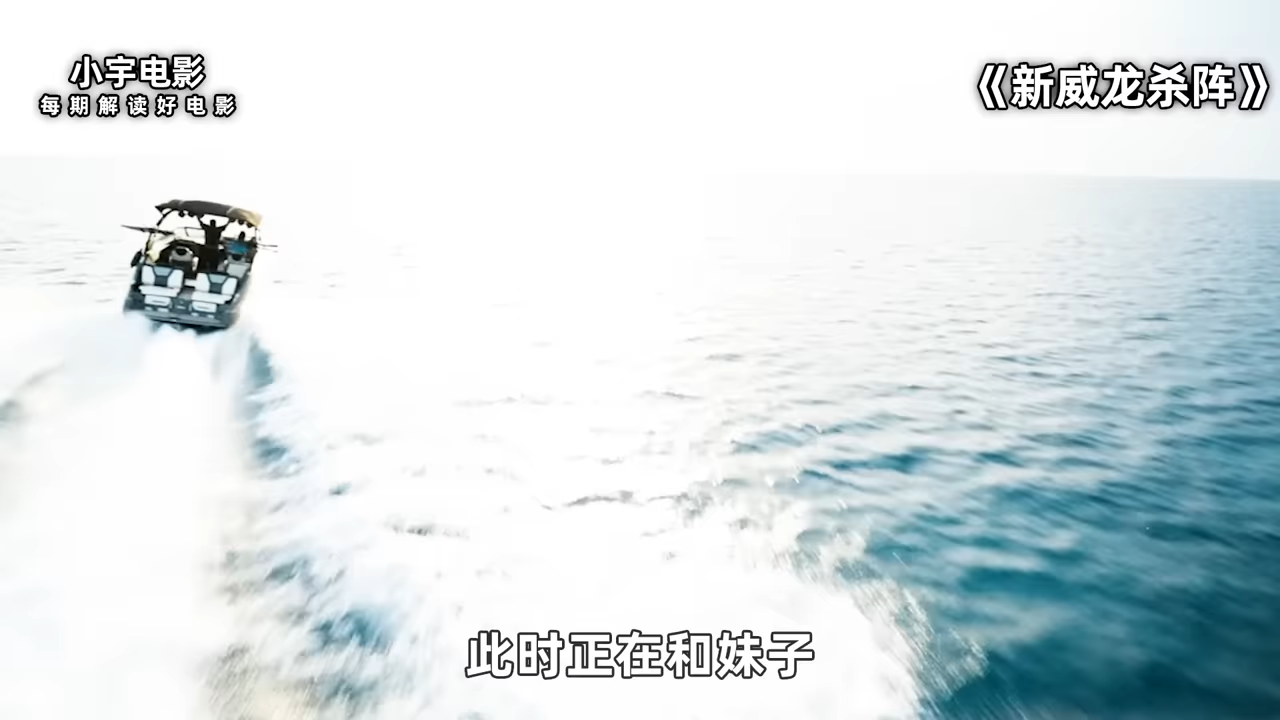 小宇电影
每期解读好电影
《新威龙杀阵》
此时正在和妹子